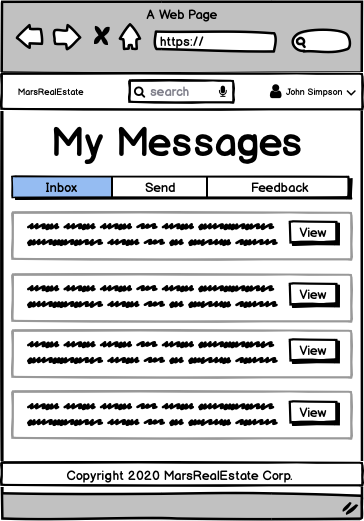 A Web Page
https://
MarsRealEstate search John Simpson
My Messages
Inbox Send Feedback
View
View
View
View
Copyright 2020 MarsRealEstate Corp.